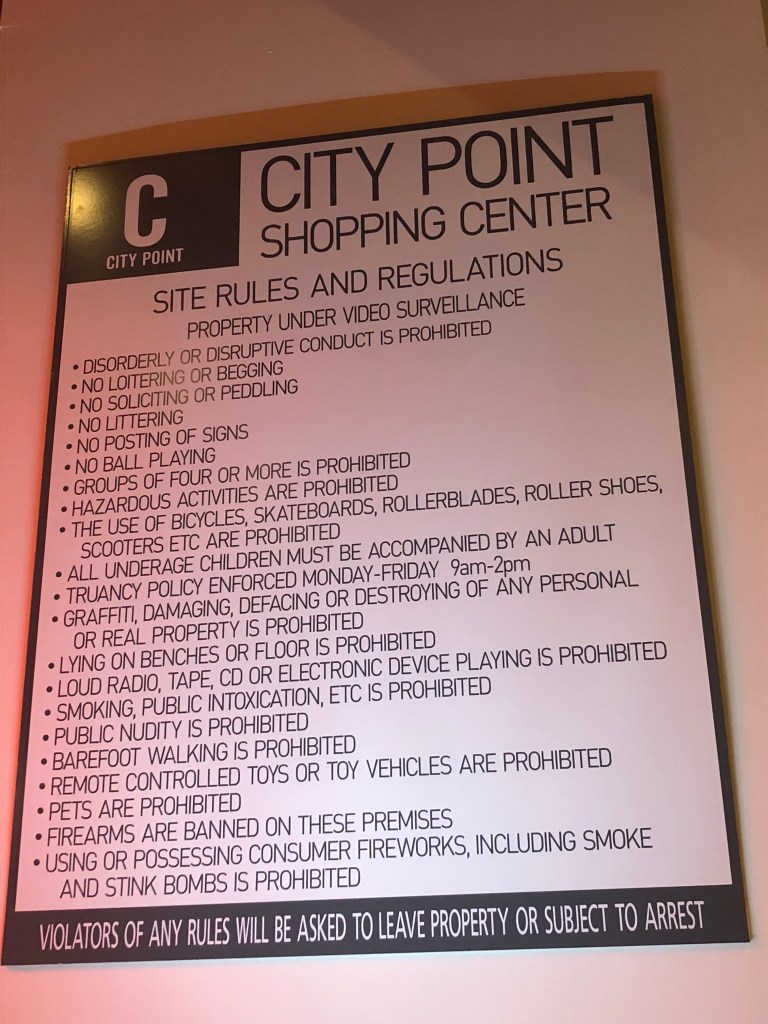 C
CITY POINT
CITY POINT
SHOPPING CENTER
SITE RULES AND REGULATIONS
PROPERTY UNDER VIDEO SURVEILLANCE
• DISORDERLY OR DISRUPTIVE CONDUCT IS PROHIBITED
• NO LOITERING OR BEGGING
• NO SOLICITING OR PEDDLING
• NO LITTERING
• NO POSTING OF SIGNS
• NO BALL PLAYING
• GROUPS OF FOUR OR MORE IS PROHIBITED
• HAZARDOUS ACTIVITIES ARE PROHIBITED
• THE USE OF BICYCLES, SKATEBOARDS, ROLLERBLADES, ROLLER SHOES,
SCOOTERS ETC ARE PROHIBITED
• ALL UNDERAGE CHILDREN MUST BE ACCOMPANIED BY AN ADULT
• TRUANCY POLICY ENFORCED MONDAY-FRIDAY 9am-2pm
• GRAFFITI, DAMAGING, DEFACING OR DESTROYING OF ANY PERSONAL
OR REAL PROPERTY IS PROHIBITED
• LYING ON BENCHES OR FLOOR IS PROHIBITED
• LOUD RADIO, TAPE, CD OR ELECTRONIC DEVICE PLAYING IS PROHIBITED
• SMOKING, PUBLIC INTOXICATION, ETC IS PROHIBITED
• PUBLIC NUDITY IS PROHIBITED
• BAREFOOT WALKING IS PROHIBITED
• REMOTE CONTROLLED TOYS OR TOY VEHICLES ARE PROHIBITED
• PETS ARE PROHIBITED
• FIREARMS ARE BANNED ON THESE PREMISES
• USING OR POSSESSING CONSUMER FIREWORKS, INCLUDING SMOKE
AND STINK BOMBS IS PROHIBITED
VIOLATORS OF ANY RULES WILL BE ASKED TO LEAVE PROPERTY OR SUBJECT TO ARREST